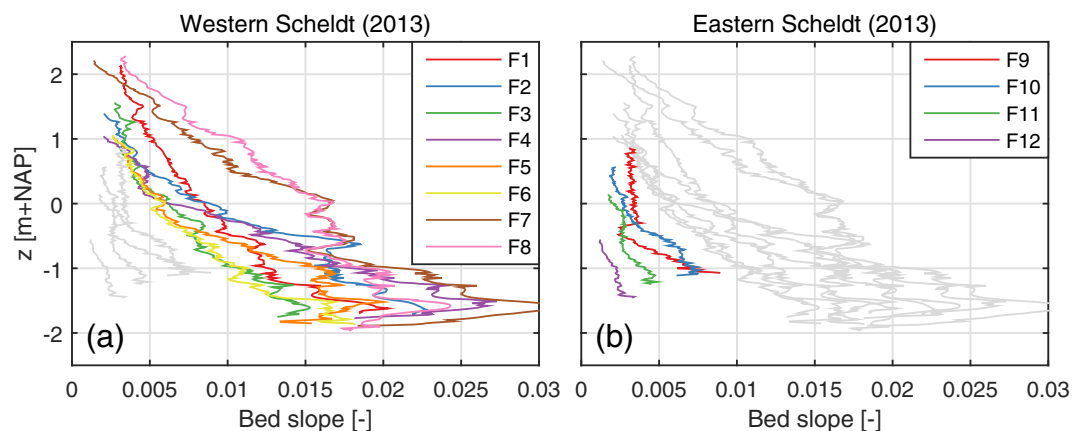 Western Scheldt (2013)
Eastern Scheldt (2013)
z [m+NAP]
2
1
0
-1
-2
F1
F2
F3
F4
F5
F6
F7
F8
(a)
0 0.005 0.01 0.015 0.02 0.025 0.03
Bed slope [-]
F9
F10
F11
F12
(b)
0 0.005 0.01 0.015 0.02 0.025 0.03
Bed slope [-]